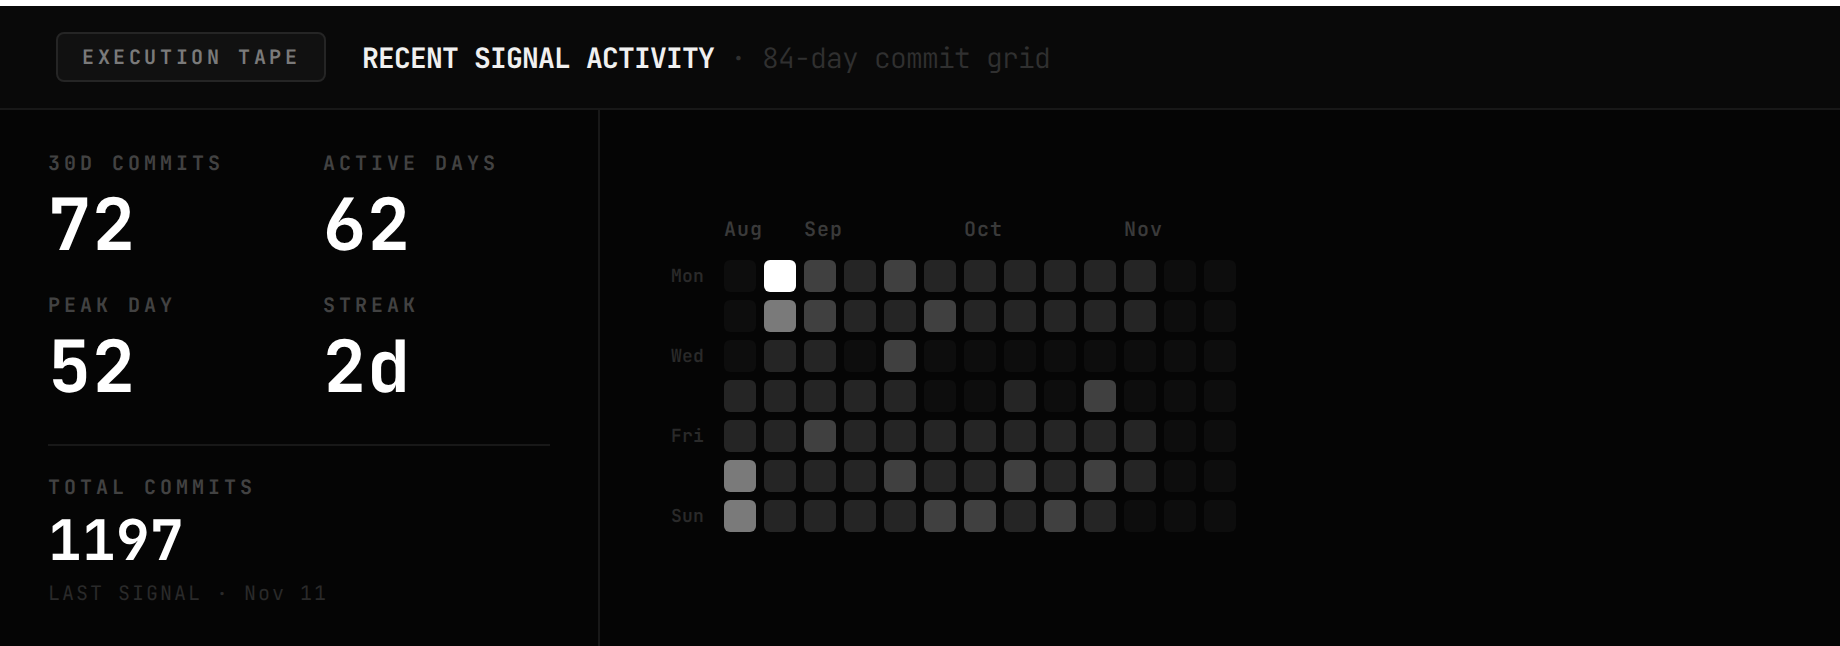 EXECUTION TAPE
RECENT SIGNAL ACTIVITY · 84-day commit grid
30D COMMITS
72
ACTIVE DAYS
62
PEAK DAY
52
STREAK
2d
TOTAL COMMITS
1197
LAST SIGNAL · Nov 11
Aug Sep Oct Nov
Mon
Wed
Fri
Sun